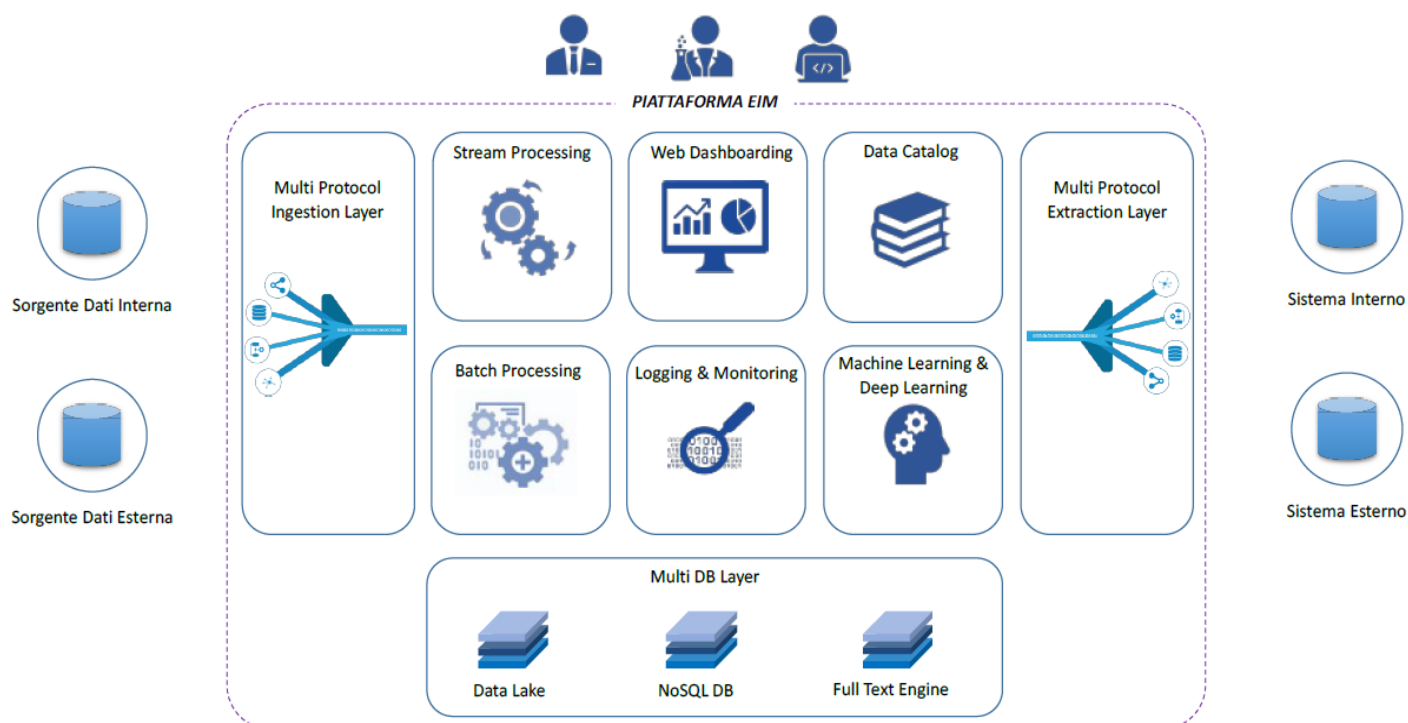 PIATTAFORMA EIM
Sorgente Dati Interna
Sorgente Dati Esterna
Multi Protocol
Ingestion Layer
Stream Processing
Web Dashboarding
Data Catalog
Batch Processing
Logging & Monitoring
Machine Learning &
Deep Learning
Multi Protocol
Extraction Layer
Sistema Interno
Sistema Esterno
Multi DB Layer
Data Lake
NoSQL DB
Full Text Engine